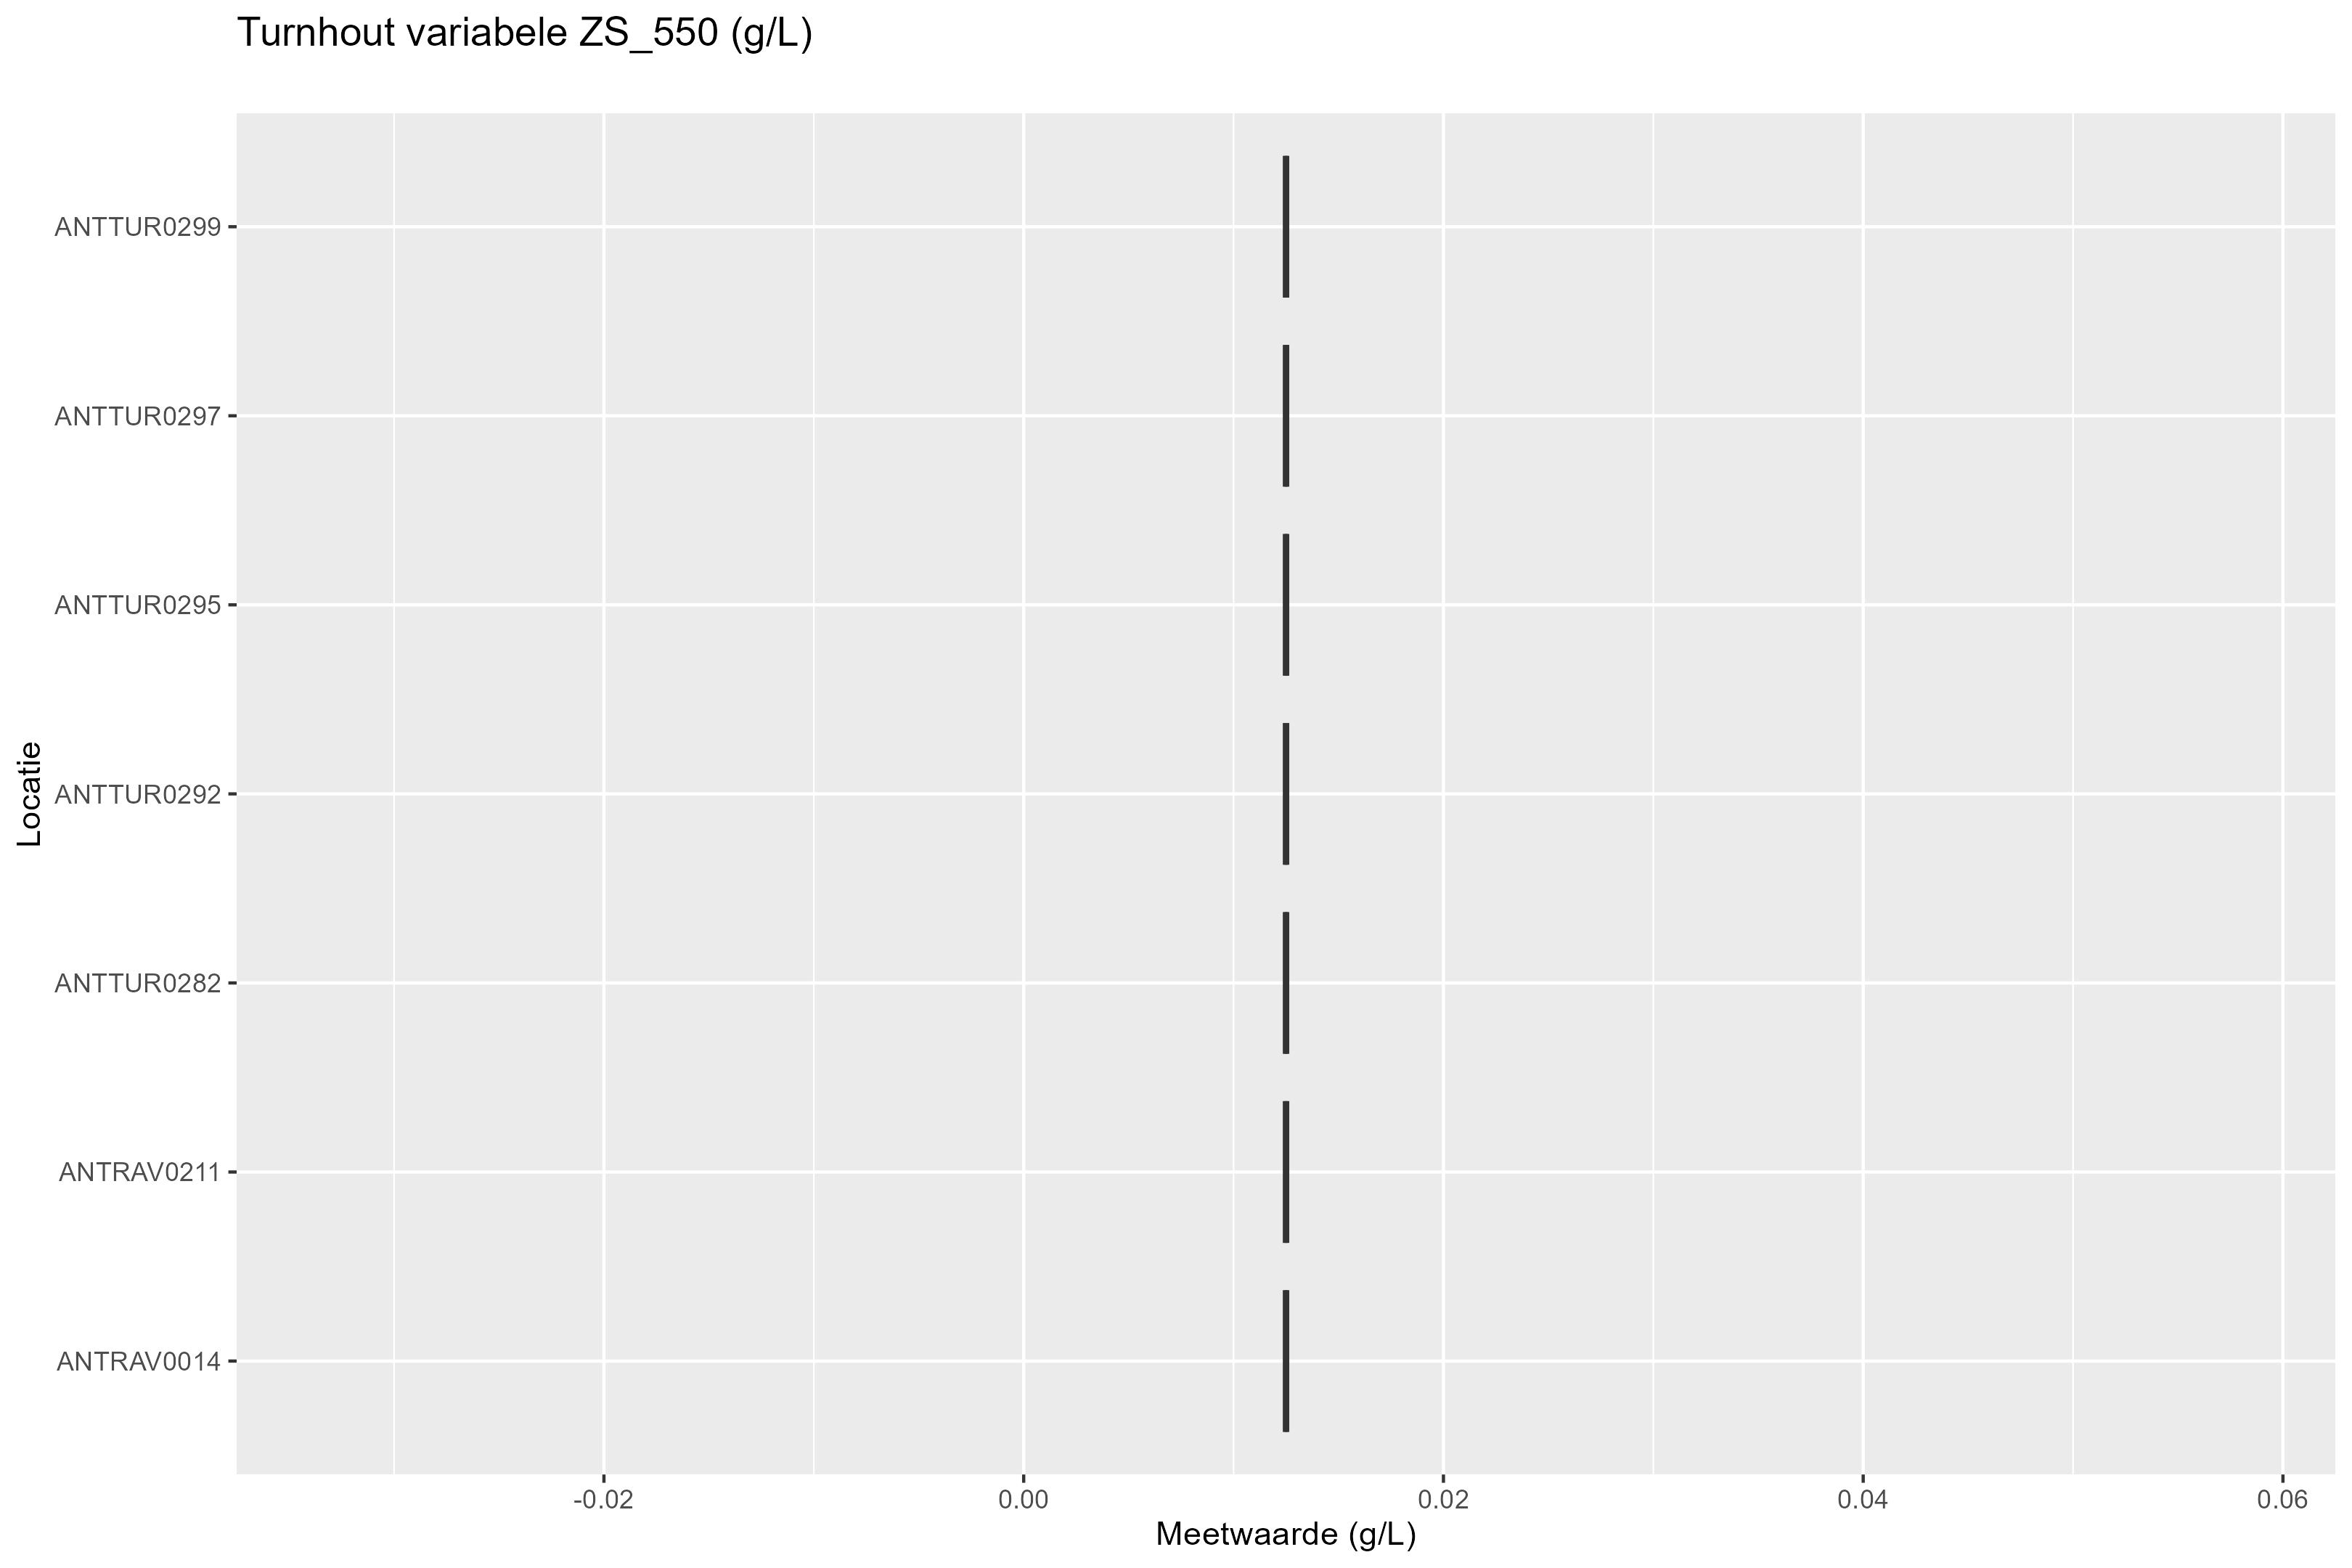 Turnhout variabele ZS_550 (g/L)
ANTTUR0299
ANTTUR0297
ANTTUR0295
ANTTUR0292
ANTTUR0282
ANTRAV0211
ANTRAV0014
Locatie
-0.02 0.00 0.02 0.04 0.06
Meetwaarde (g/L)